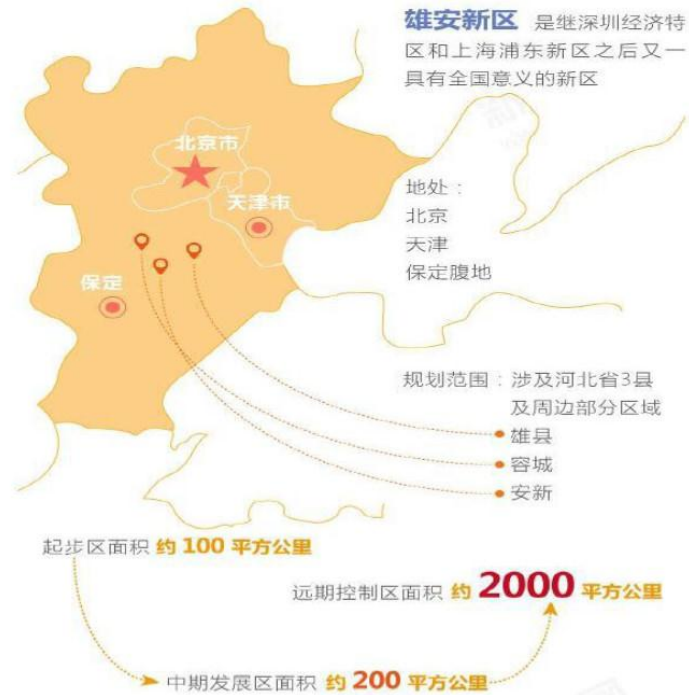 雄安新区 是继深圳经济特
区和上海浦东新区之后又一
具有全国意义的新区
北京市
天津市
保定
地处：
北京
天津
保定腹地
规划范围：涉及河北省3县
及周边部分区域
雄县
容城
安新
起步区面积 约 100 平方公里
远期控制区面积 约 2000 平方公里
中期发展区面积 约 200 平方公里